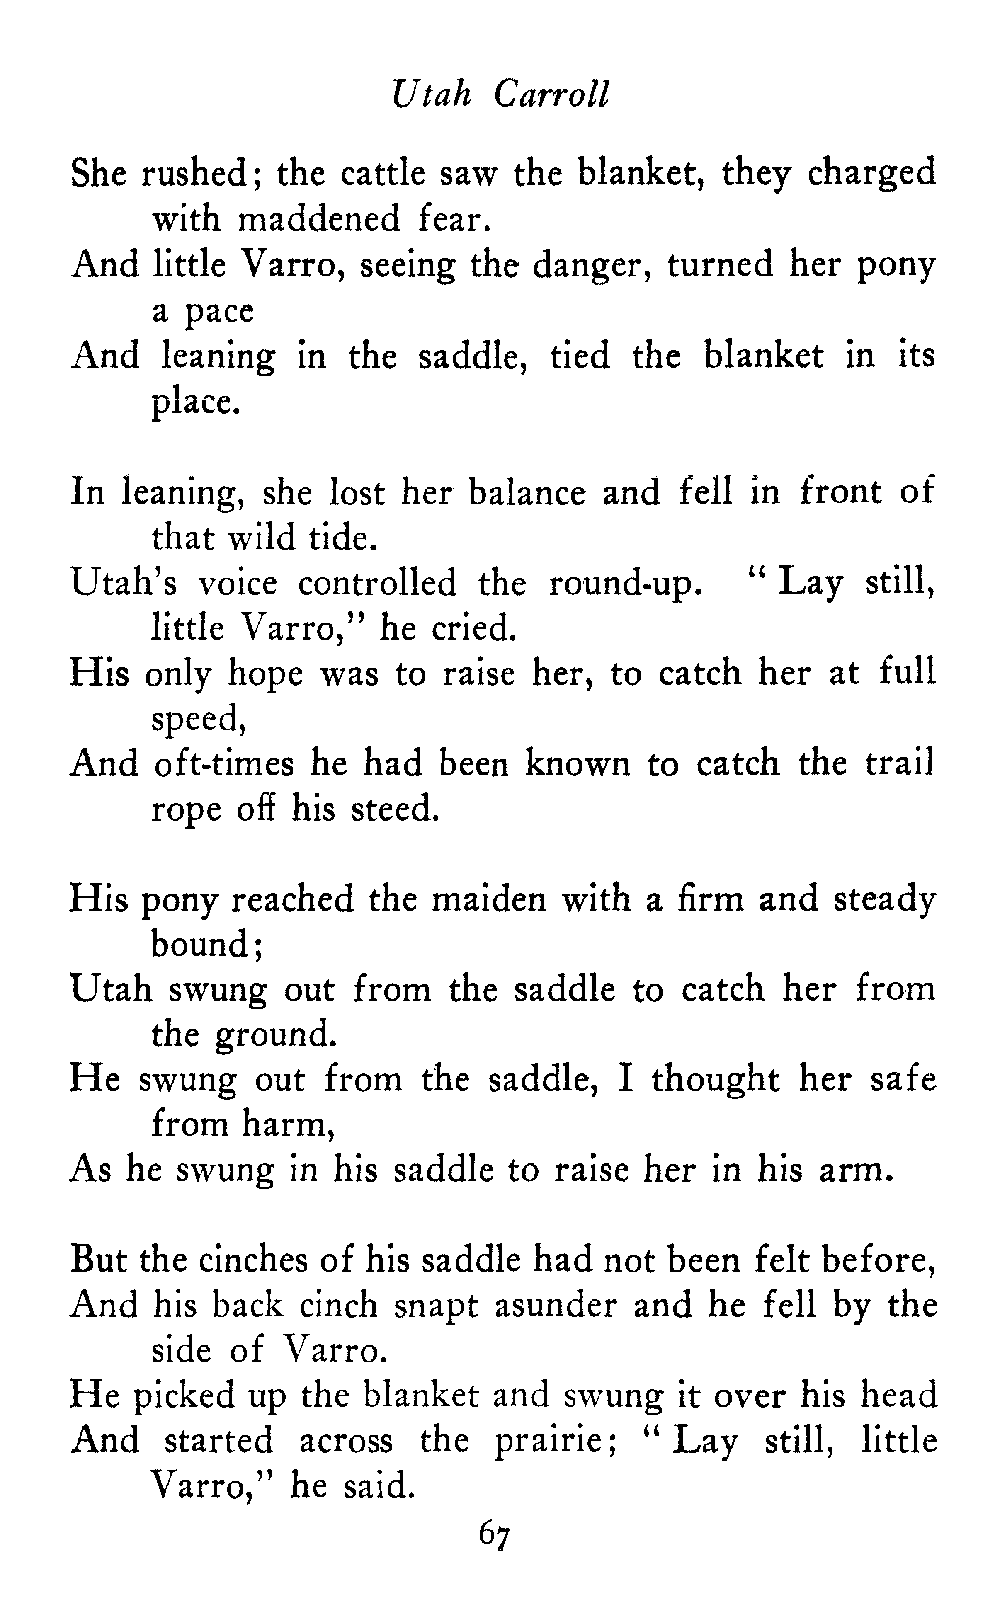 Utah Carroll
She rushed; the cattle saw the blanket, they charged
with maddened fear.
And little Varro, seeing the danger, turned her pony
a pace
And leaning in the saddle, tied the blanket in its
place.
In leaning, she lost her balance and fell in front of
that wild tide.
Utah's voice controlled the round-up. " Lay still,
little Varro," he cried.
His only hope was to raise her, to catch her at full
speed,
And oft-times he had been known to catch the trail
rope off his steed.
His pony reached the maiden with a firm and steady
bound;
Utah swung out from the saddle to catch her from
the ground.
He swung out from the saddle, I thought her safe
from harm,
As he swung in his saddle to raise her in his arm.
But the cinches of his saddle had not been felt before,
And his back cinch snapt asunder and he fell by the
side of Varro.
He picked up the blanket and swung it over his head
And started across the prairie; " Lay still, little
Varro," he said.
67